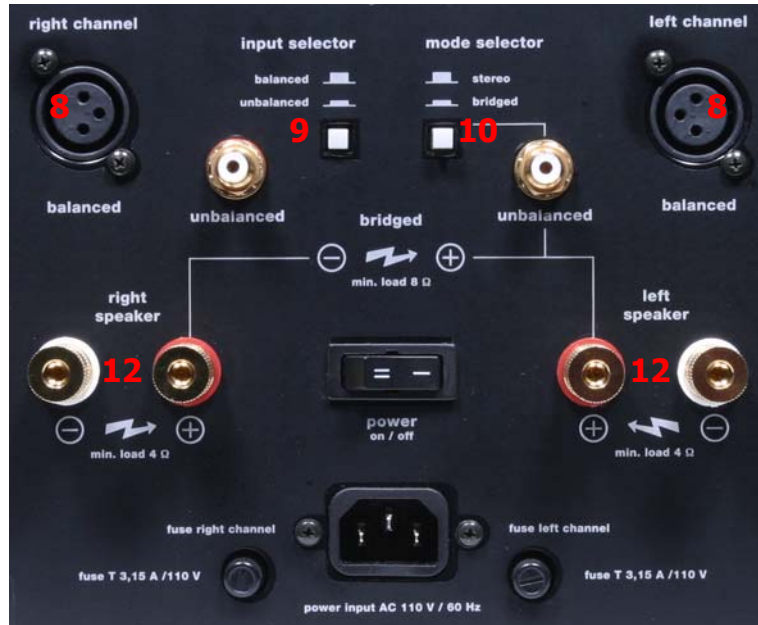 right channel
left channel
input selector
mode selector
balanced
stereo
unbalanced
bridged
8
9
10
8
balanced
unbalanced
unbalanced
balanced
bridged
min. load 8 Ω
right
speaker
left
speaker
12
12
power
on / off
min. load 4 Ω
min. load 4 Ω
fuse right channel
fuse left channel
fuse T 3,15 A /110 V
fuse T 3,15 A /110 V
power input AC 110 V / 60 Hz